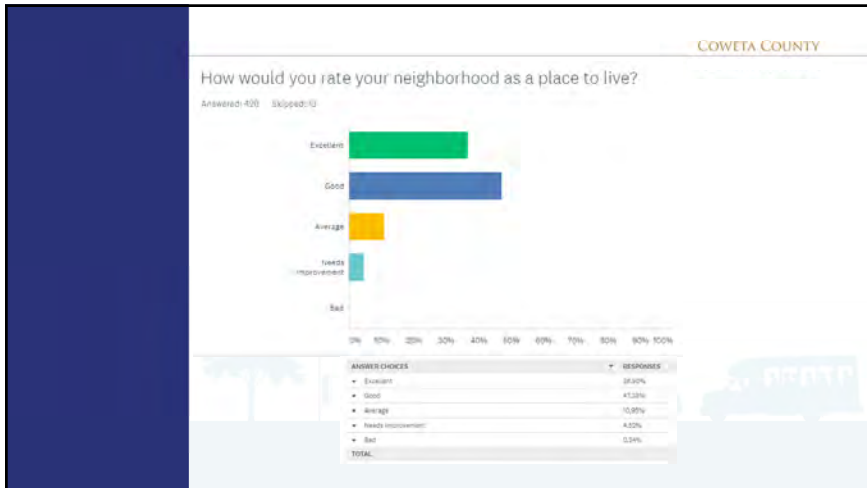 COWETA COUNTY
How would you rate your neighborhood as a place to live?
Answered: Skipped:
Excellent
Good
Average
Needs
improvement
Bad
0% 10% 20% 30% 40% 50% 60% 70% 80% 90% 100%
ANSWER CHOICES RESPONSES
Excellent
Good
Average
Needs improvement
Bad
TOTAL